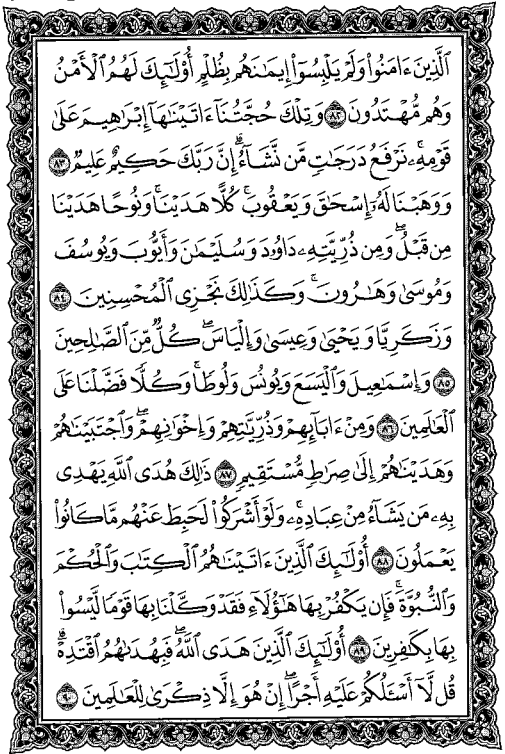 ٱلَّذِينَ ءَامَنُواْ وَلَمْ يَلْبِسُوٓاْ إِيمَٰنَهُم بِظُلْمٍ أُوْلَٰٓئِكَ لَهُمُ ٱلْأَمْنُ
وَهُم مُّهْتَدُونَ ٨٢ وَتِلْكَ حُجَّتُنَآ ءَاتَيْنَٰهَآ إِبْرَٰهِيمَ عَلَىٰ
قَوْمِهِۦ نَرْفَعُ دَرَجَٰتٍ مَّن نَّشَآءُ إِنَّ رَبَّكَ حَكِيمٌ عَلِيمٌ ٨٣
وَوَهَبْنَا لَهُۥٓ إِسْحَٰقَ وَيَعْقُوبَ ۚ كُلًّا هَدَيْنَا ۚ وَنُوحًا هَدَيْنَا
مِن قَبْلُ ۖ وَمِن ذُرِّيَّتِهِۦ دَاوُۥدَ وَسُلَيْمَٰنَ وَأَيُّوبَ وَيُوسُفَ
وَمُوسَىٰ وَهَٰرُونَ ۚ وَكَذَٰلِكَ نَجْزِى ٱلْمُحْسِنِينَ ٨٤
وَزَكَرِيَّا وَيَحْيَىٰ وَعِيسَىٰ وَإِلْيَاسَ ۖ كُلٌّ مِّنَ ٱلصَّٰلِحِينَ
٨٥ وَإِسْمَٰعِيلَ وَٱلْيَسَعَ وَيُونُسَ وَلُوطًا ۚ وَكُلًّا فَضَّلْنَا عَلَى
ٱلْعَٰلَمِينَ ٨٦ وَمِنْ ءَابَآئِهِمْ وَذُرِّيَّٰتِهِمْ وَإِخْوَٰنِهِمْ ۖ وَٱجْتَبَيْنَٰهُمْ
وَهَدَيْنَٰهُمْ إِلَىٰ صِرَٰطٍ مُّسْتَقِيمٍ ٨٧ ذَٰلِكَ هُدَى ٱللَّهِ يَهْدِى
بِهِۦ مَن يَشَآءُ مِنْ عِبَادِهِۦ ۚ وَلَوْ أَشْرَكُواْ لَحَبِطَ عَنْهُم مَّا كَانُواْ
يَعْمَلُونَ ٨٨ أُوْلَٰٓئِكَ ٱلَّذِينَ ءَاتَيْنَٰهُمُ ٱلْكِتَٰبَ وَٱلْحُكْمَ
وَٱلنُّبُوَّةَ ۚ فَإِن يَكْفُرْ بِهَا هَٰٓؤُلَآءِ فَقَدْ وَكَّلْنَا بِهَا قَوْمًا لَّيْسُواْ
بِهَا بِكَٰفِرِينَ ٨٩ أُوْلَٰٓئِكَ ٱلَّذِينَ هَدَى ٱللَّهُ ۖ فَبِهُدَىٰهُمُ ٱقْتَدِهْ ۗ
قُل لَّآ أَسْـَٔلُكُمْ عَلَيْهِ أَجْرًا ۖ إِنْ هُوَ إِلَّا ذِكْرَىٰ لِلْعَٰلَمِينَ ٩٠